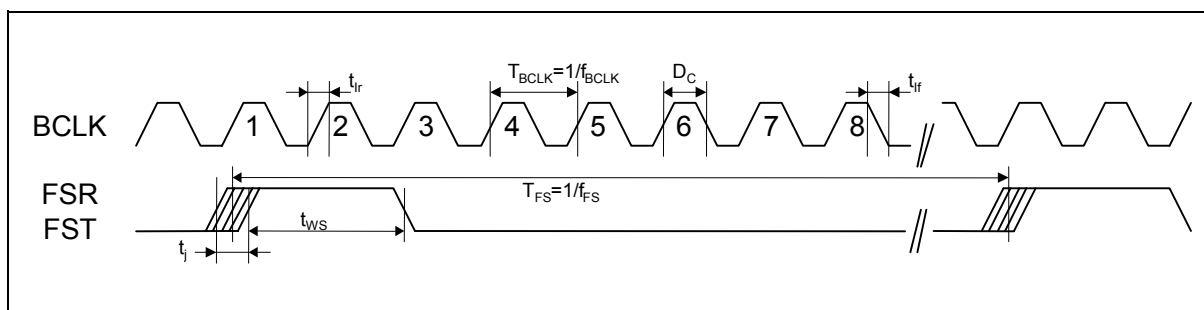 t_lr
T_BCLK=1/f_BCLK
D_C
t_lf
BCLK
1 2 3 4 5 6 7 8
FSR
T_FS=1/f_FS
FST
t_WS
t_j